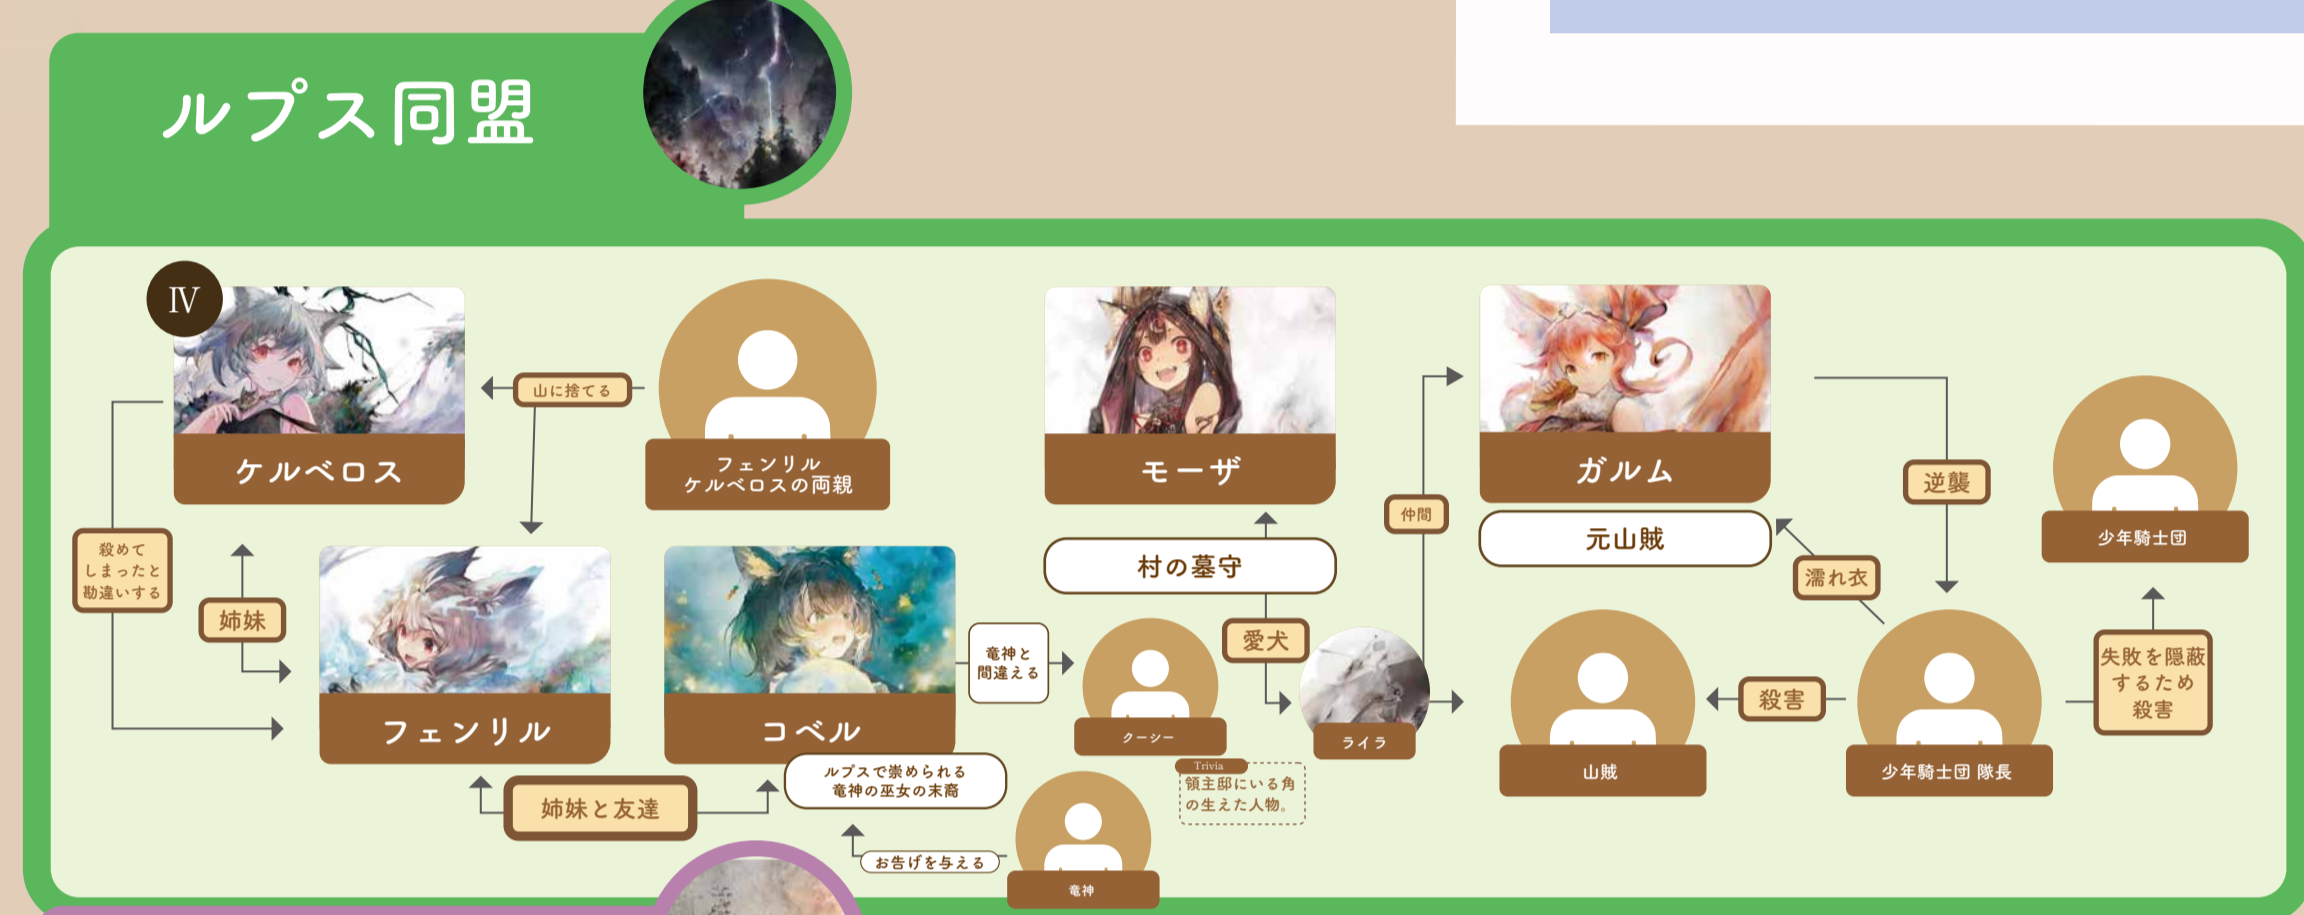 ルプス同盟
Ⅳ
ケルベロス
山に捨てる
フェンリル
ケルベロスの両親
モーザ
村の墓守
ガルム
元山賊
仲間
逆襲
濡れ衣
少年騎士団
殺めて
しまったと
勘違いする
姉妹
フェンリル
コベル
ルプスで崇められる
竜神の巫女の末裔
竜神と
間違える
クーシー
愛犬
ライラ
Trivia
領主邸にいる角
の生えた人物。
山賊
殺害
少年騎士団 隊長
失敗を隠蔽
するため
殺害
姉妹と友達
お告げを与える
竜神